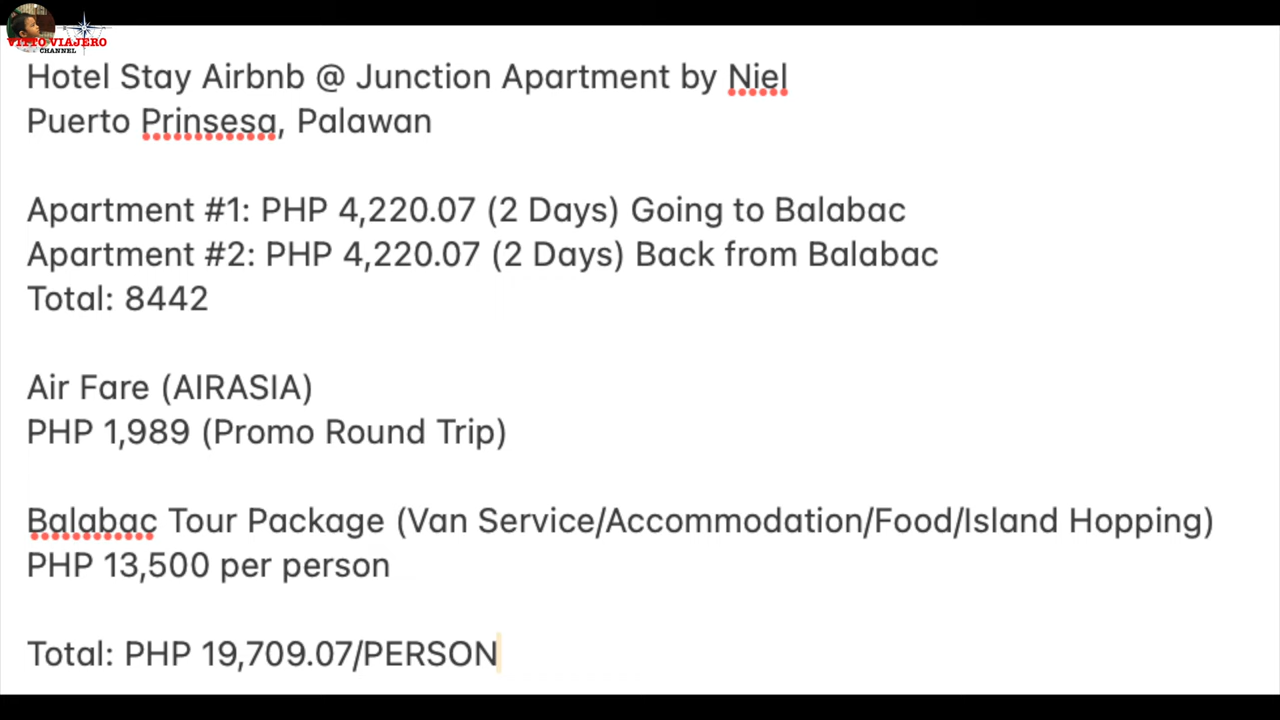 VITTO VIAJERO
CHANNEL
Hotel Stay Airbnb @ Junction Apartment by Niel
Puerto Prinsesa, Palawan
Apartment #1: PHP 4,220.07 (2 Days) Going to Balabac
Apartment #2: PHP 4,220.07 (2 Days) Back from Balabac
Total: 8442
Air Fare (AIRASIA)
PHP 1,989 (Promo Round Trip)
Balabac Tour Package (Van Service/Accommodation/Food/Island Hopping)
PHP 13,500 per person
Total: PHP 19,709.07/PERSON